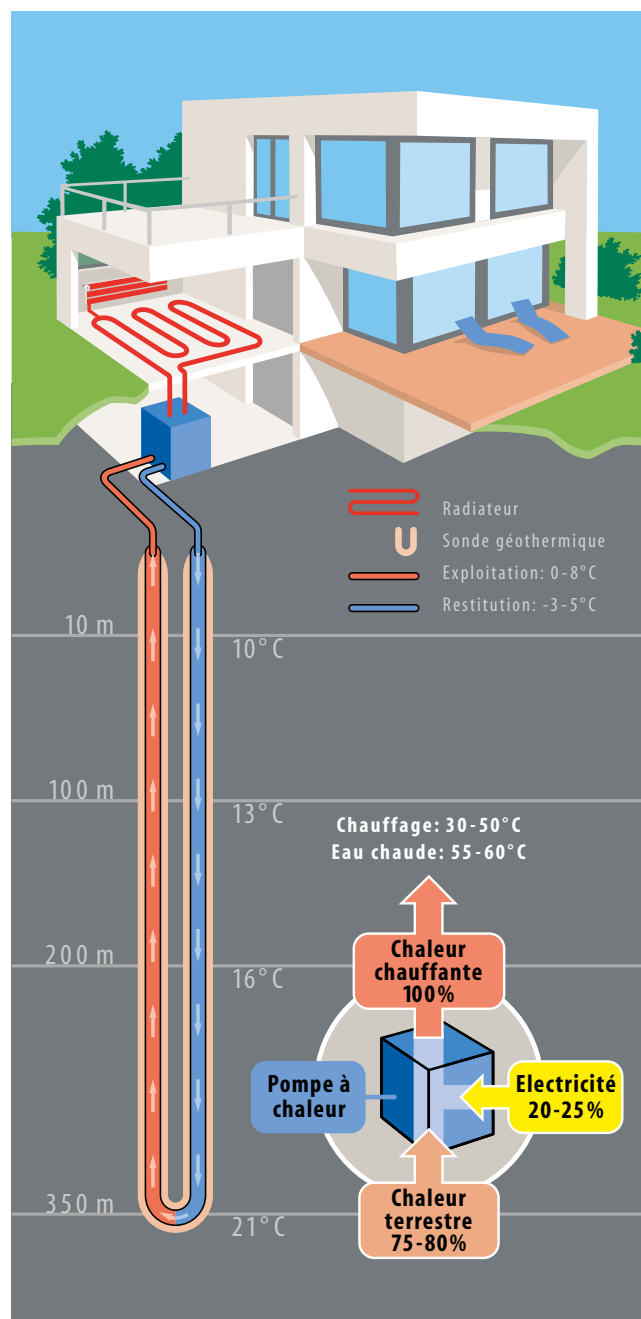 Radiateur
Sonde géothermique
Exploitation: 0-8°C
Restitution: -3-5°C
10 m
10°C
100 m
13°C
Chauffage: 30-50°C
Eau chaude: 55-60°C
200 m
16°C
Chaleur
chauffante
100%
Pompe à
chaleur
Electricité
20-25%
350 m
21°C
Chaleur
terrestre
75-80%